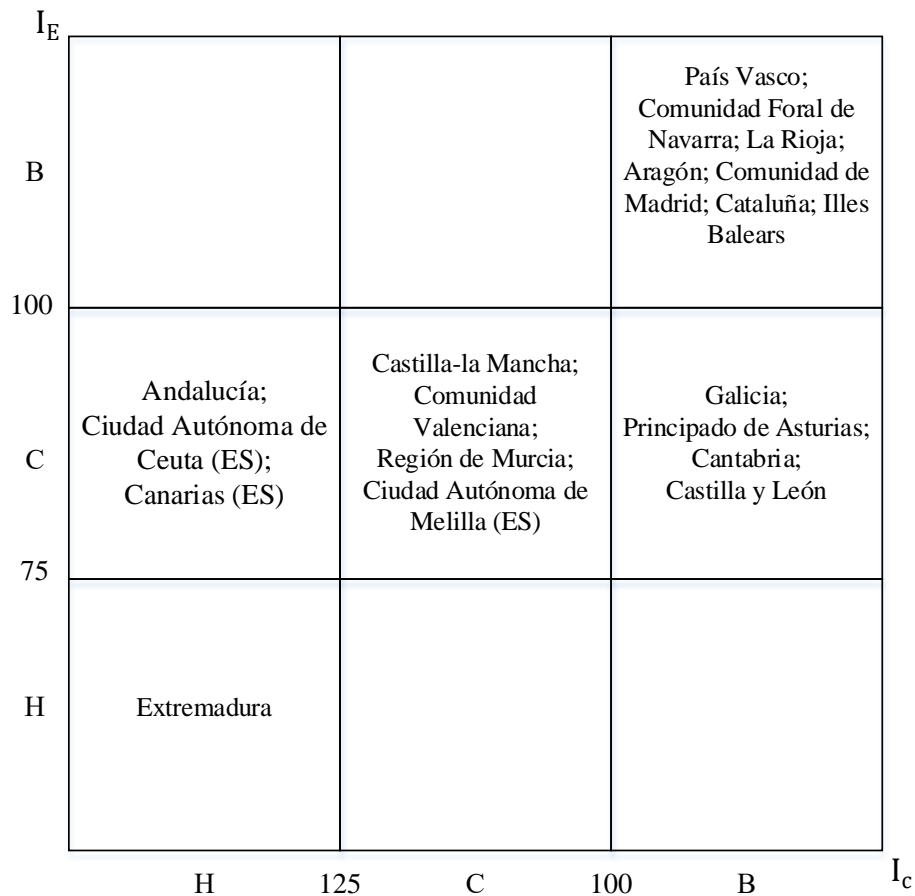 I_E
País Vasco;
Comunidad Foral de
Navarra; La Rioja;
Aragón; Comunidad de
Madrid; Cataluña; Illes
Balears
B
100
Andalucía;
Ciudad Autónoma de
Ceuta (ES);
Canarias (ES)
Castilla-la Mancha;
Comunidad
Valenciana;
Región de Murcia;
Ciudad Autónoma de
Melilla (ES)
Galicia;
Principado de Asturias;
Cantabria;
Castilla y León
C
75
H
Extremadura
H 125 C 100 B I_c